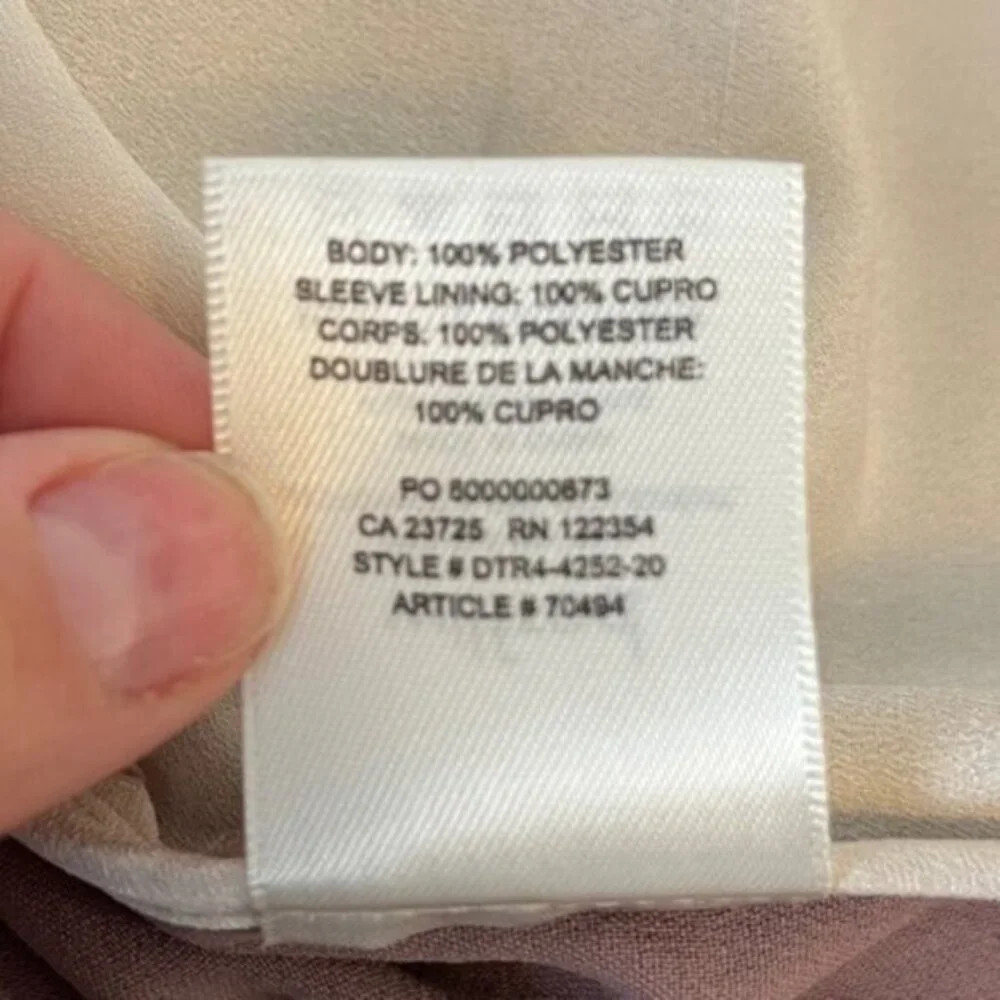 BODY: 100% POLYESTER
SLEEVE LINING: 100% CUPRO
CORPS: 100% POLYESTER
DOUBLURE DE LA MANCHE:
100% CUPRO
PO 5000000673
CA 23725 RN 122354
STYLE # DTR4-4252-20
ARTICLE # 70494